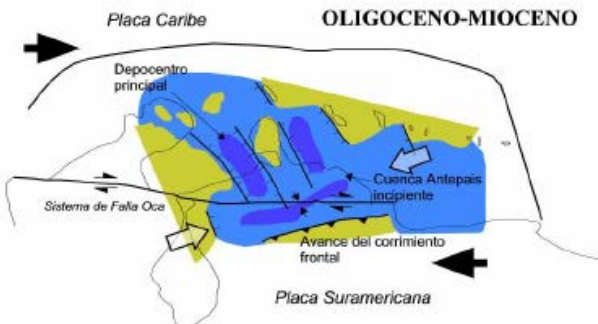 Placa Caribe
OLIGOCENO-MIOCENO
Depocentro
principal
Cuenca Antepais
incipiente
Sistema de Falla Oca
Avance del corrimiento
frontal
Placa Suramericana